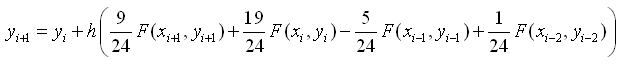 y_{i+1} = y_i + h( 9/24 F(x_{i+1}, y_{i+1}) + 19/24 F(x_i, y_i) − 5/24 F(x_{i-1}, y_{i-1}) + 1/24 F(x_{i-2}, y_{i-2}) )